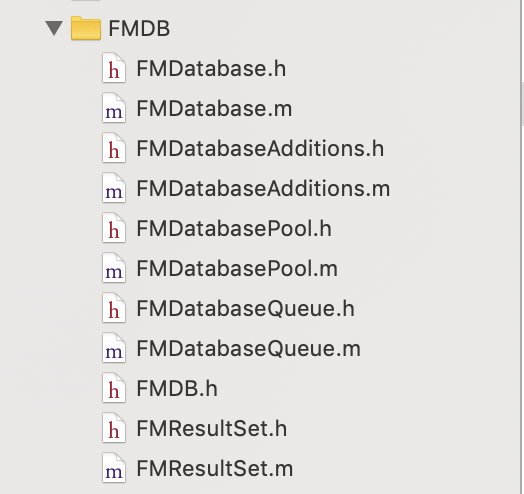 FMDB
h FMDatabase.h
m FMDatabase.m
h FMDatabaseAdditions.h
m FMDatabaseAdditions.m
h FMDatabasePool.h
m FMDatabasePool.m
h FMDatabaseQueue.h
m FMDatabaseQueue.m
h FMDB.h
h FMResultSet.h
m FMResultSet.m